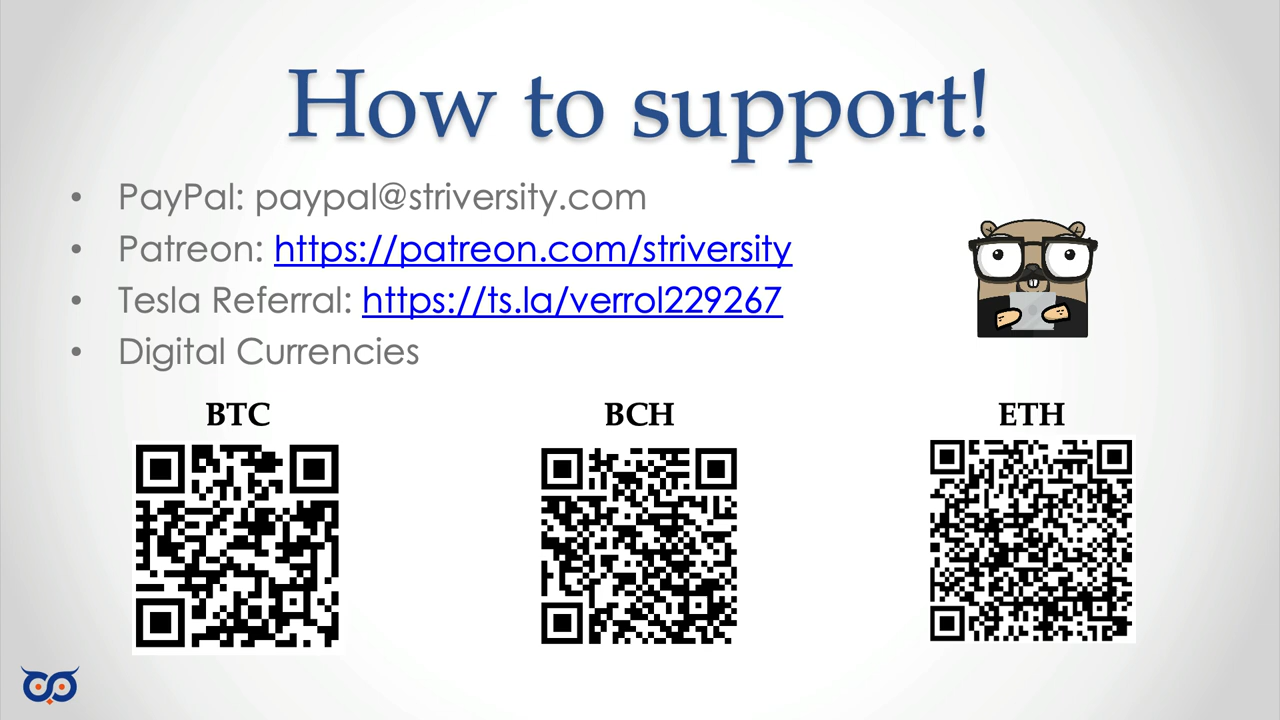 How to support!
• PayPal: paypal@striversity.com
• Patreon: https://patreon.com/striversity
• Tesla Referral: https://ts.la/verrol229267
• Digital Currencies
BTC BCH ETH